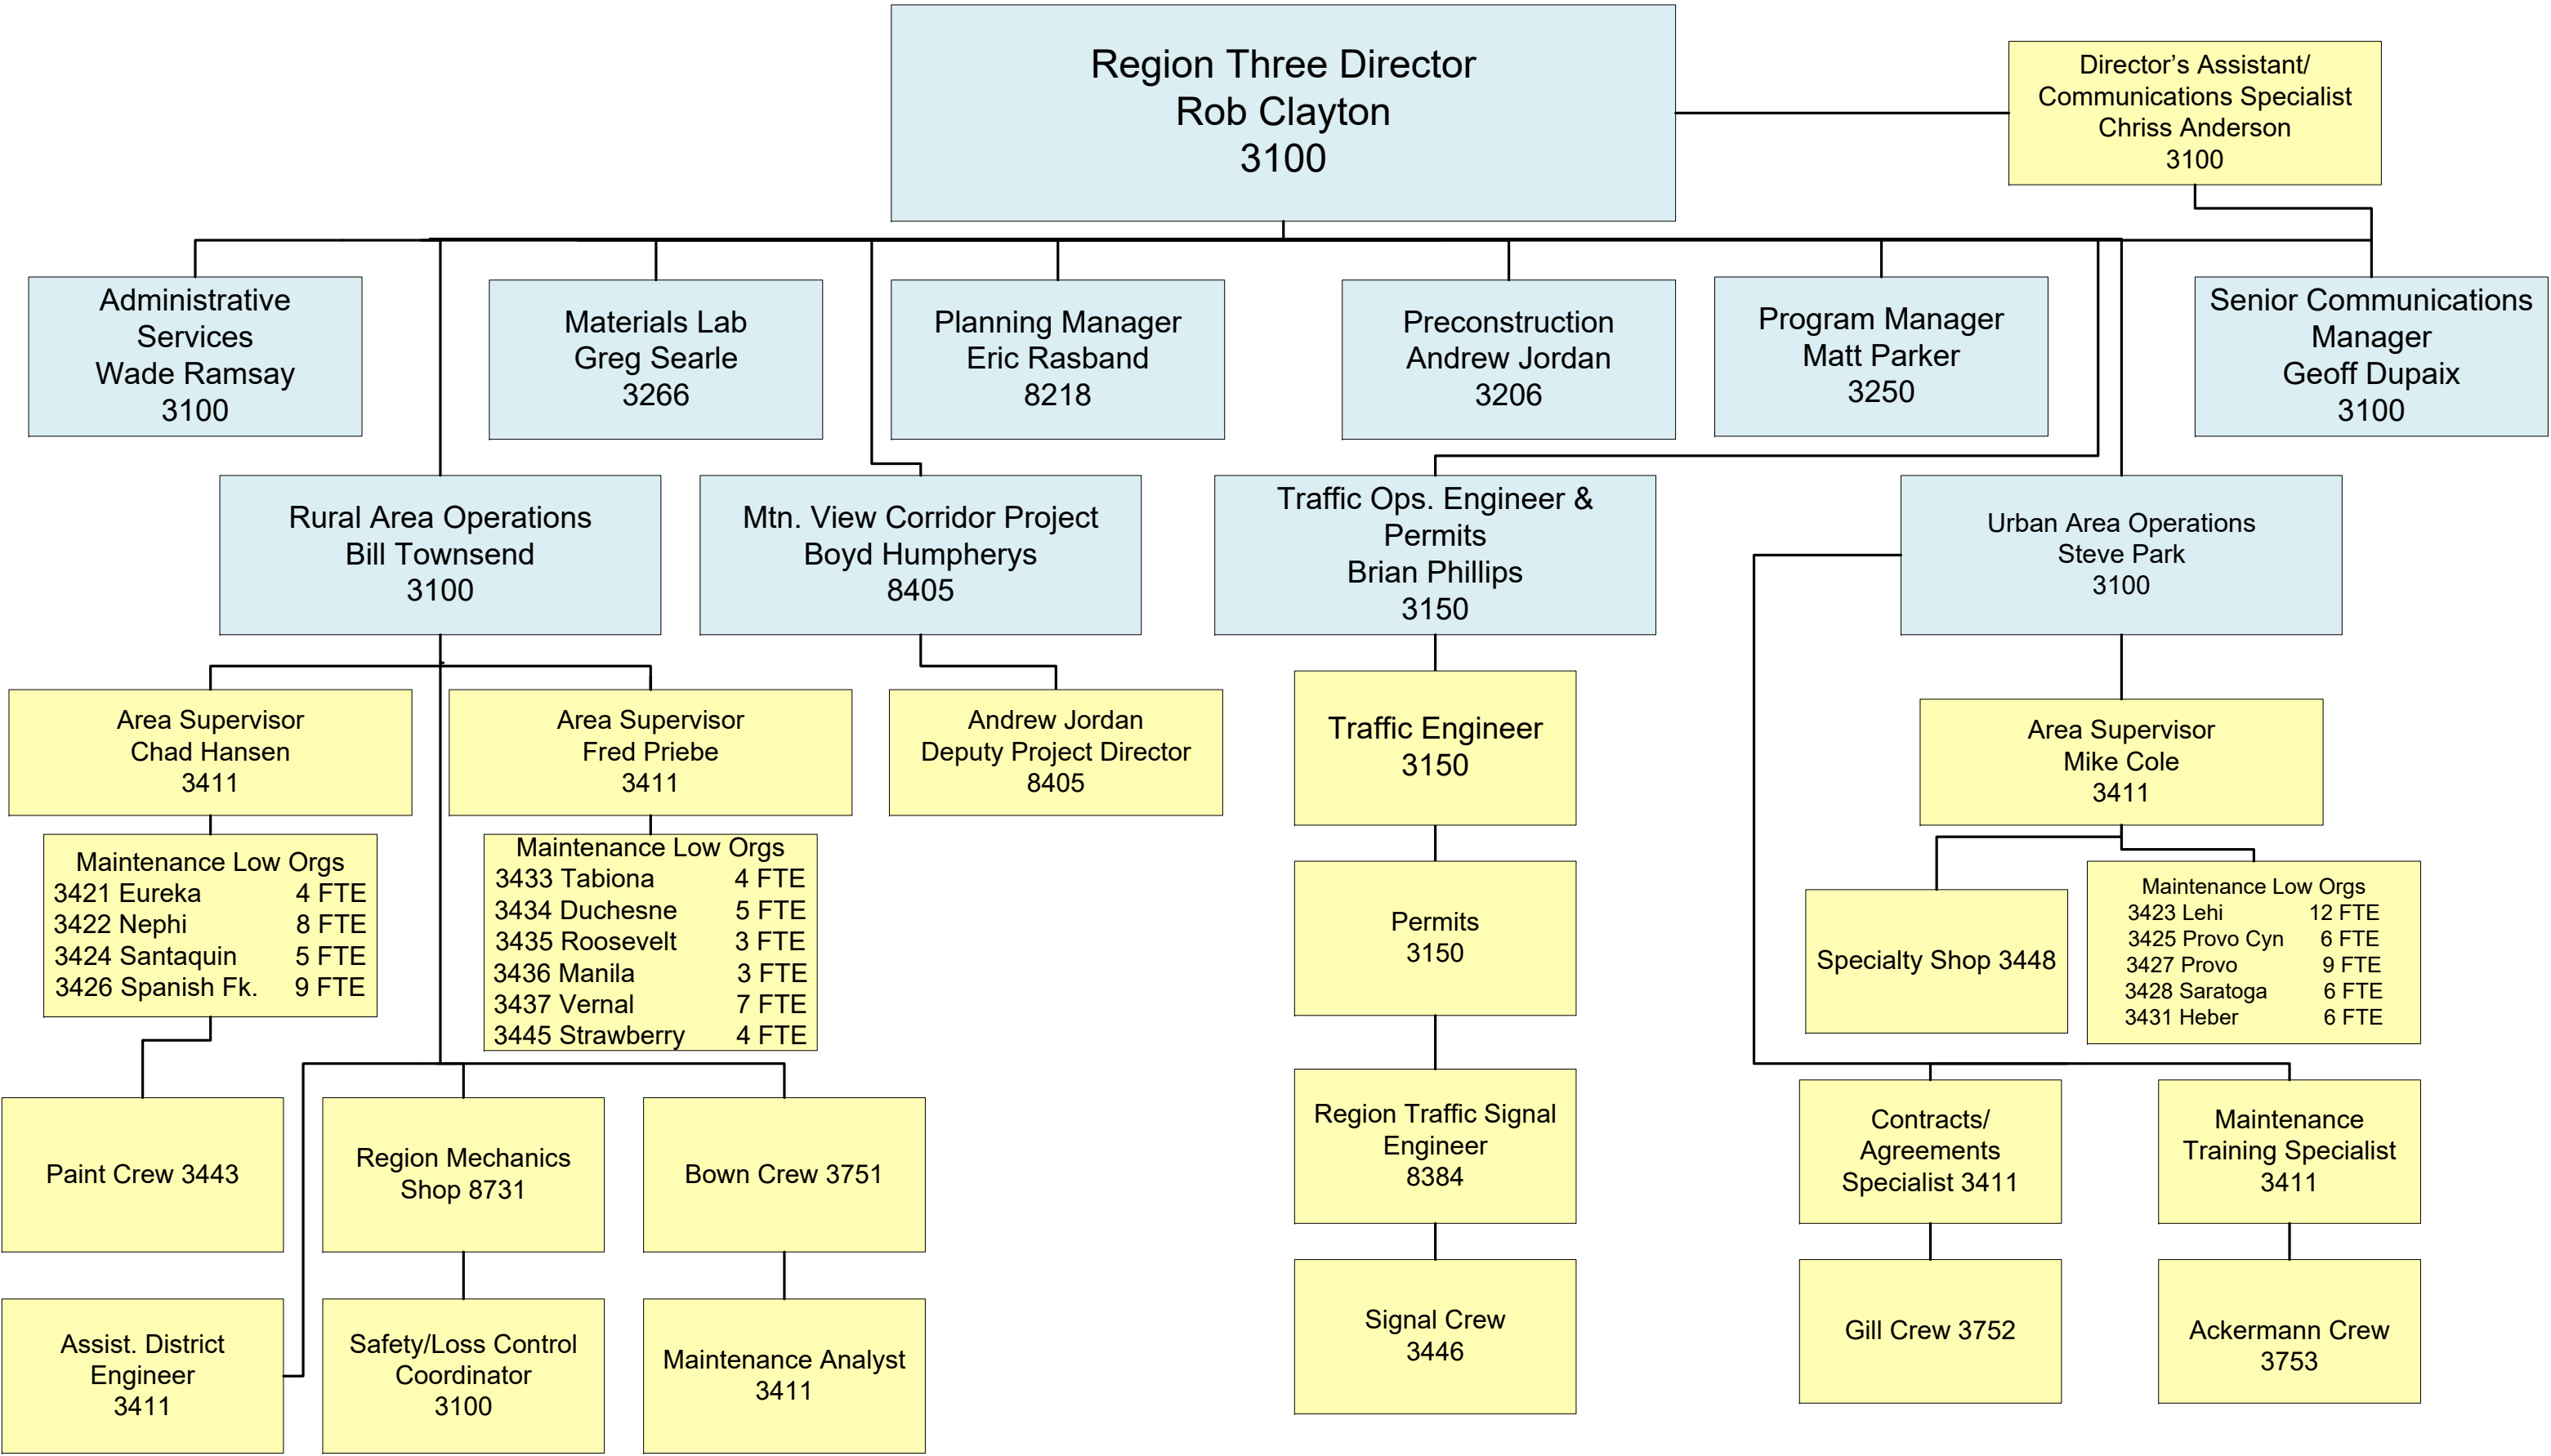 Region Three Director
Rob Clayton
3100
Director’s Assistant/
Communications Specialist
Chriss Anderson
3100
Administrative
Services
Wade Ramsay
3100
Materials Lab
Greg Searle
3266
Planning Manager
Eric Rasband
8218
Preconstruction
Andrew Jordan
3206
Program Manager
Matt Parker
3250
Senior Communications
Manager
Geoff Dupaix
3100
Rural Area Operations
Bill Townsend
3100
Mtn. View Corridor Project
Boyd Humpherys
8405
Traffic Ops. Engineer &
Permits
Brian Phillips
3150
Urban Area Operations
Steve Park
3100
Area Supervisor
Chad Hansen
3411
Area Supervisor
Fred Priebe
3411
Andrew Jordan
Deputy Project Director
8405
Traffic Engineer
3150
Area Supervisor
Mike Cole
3411
Maintenance Low Orgs
3421 Eureka 4 FTE
3422 Nephi 8 FTE
3424 Santaquin 5 FTE
3426 Spanish Fk. 9 FTE
Maintenance Low Orgs
3433 Tabiona 4 FTE
3434 Duchesne 5 FTE
3435 Roosevelt 3 FTE
3436 Manila 3 FTE
3437 Vernal 7 FTE
3445 Strawberry 4 FTE
Permits
3150
Specialty Shop 3448
Maintenance Low Orgs
3423 Lehi 12 FTE
3425 Provo Cyn 6 FTE
3427 Provo 9 FTE
3428 Saratoga 6 FTE
3431 Heber 6 FTE
Paint Crew 3443
Region Mechanics
Shop 8731
Bown Crew 3751
Region Traffic Signal
Engineer
8384
Contracts/
Agreements
Specialist 3411
Maintenance
Training Specialist
3411
Assist. District
Engineer
3411
Safety/Loss Control
Coordinator
3100
Maintenance Analyst
3411
Signal Crew
3446
Gill Crew 3752
Ackermann Crew
3753